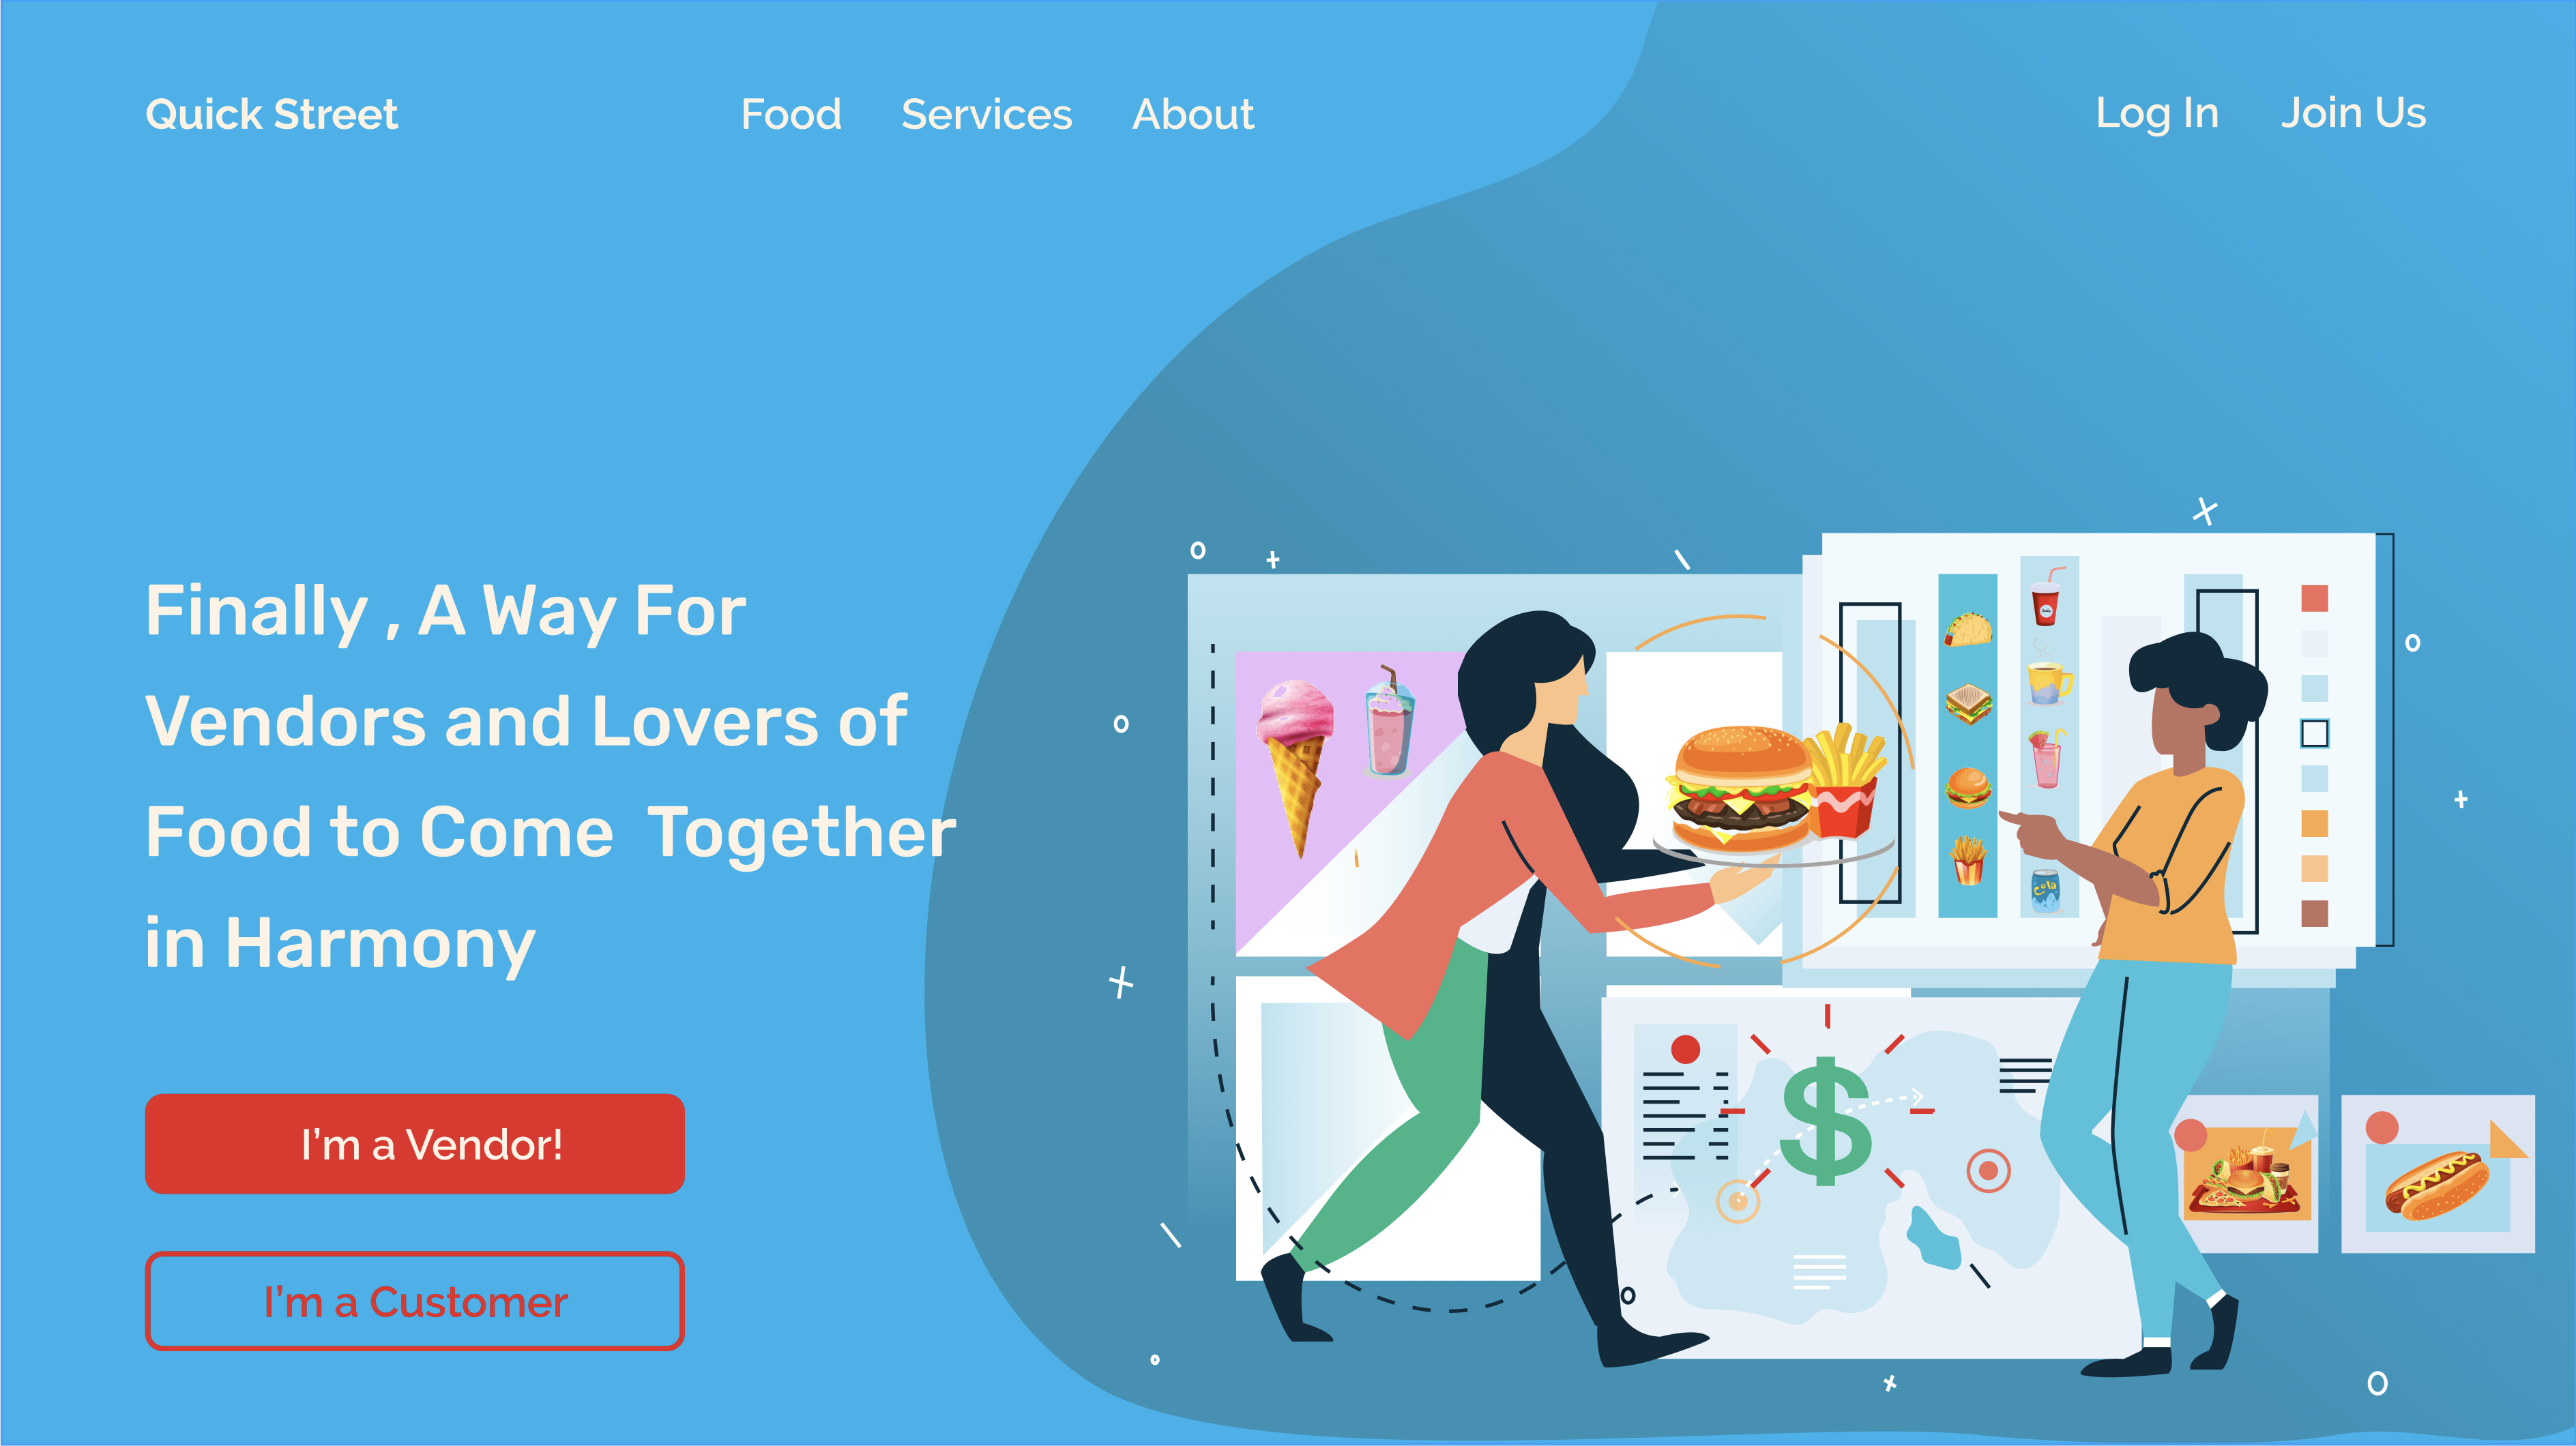 Quick Street
Food Services About
Log In Join Us
Finally , A Way For
Vendors and Lovers of
Food to Come  Together
in Harmony
I'm a Vendor!
I'm a Customer
$
Cola